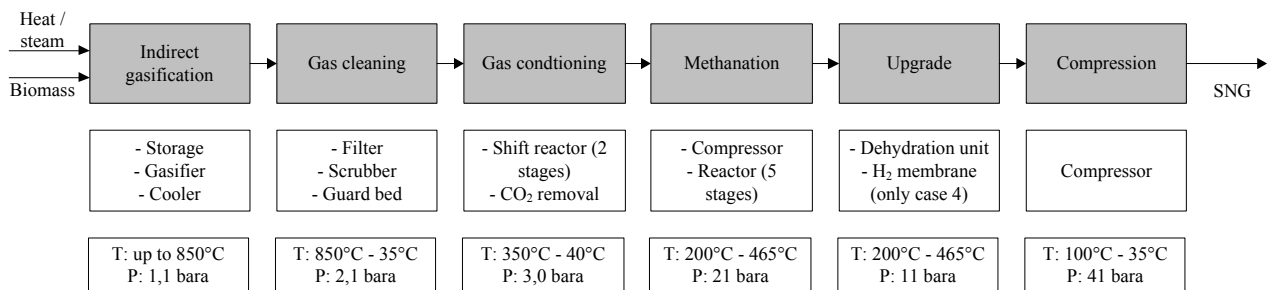 Heat /
steam
Biomass
Indirect
gasification
Gas cleaning
Gas condtioning
Methanation
Upgrade
Compression
SNG
- Storage
- Gasifier
- Cooler
- Filter
- Scrubber
- Guard bed
- Shift reactor (2
stages)
- CO₂ removal
- Compressor
- Reactor (5
stages)
- Dehydration unit
- H₂ membrane
(only case 4)
Compressor
T: up to 850°C
P: 1,1 bara
T: 850°C - 35°C
P: 2,1 bara
T: 350°C - 40°C
P: 3,0 bara
T: 200°C - 465°C
P: 21 bara
T: 200°C - 465°C
P: 11 bara
T: 100°C - 35°C
P: 41 bara